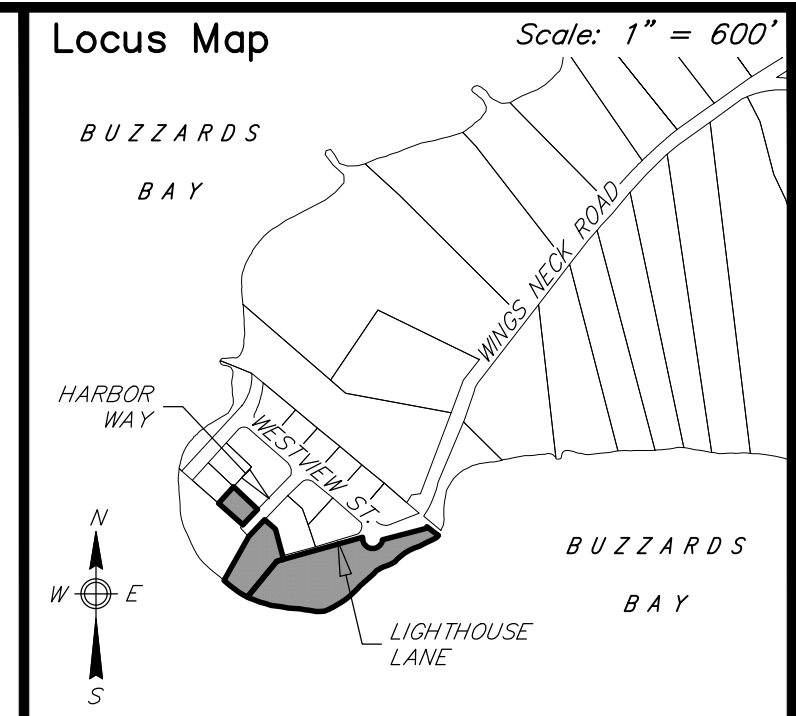 Locus Map
Scale: 1" = 600'
BUZZARDS
BAY
WINGS NECK ROAD
HARBOR
WAY
WESTVIEW ST.
N
W E
S
BUZZARDS
BAY
LIGHTHOUSE
LANE